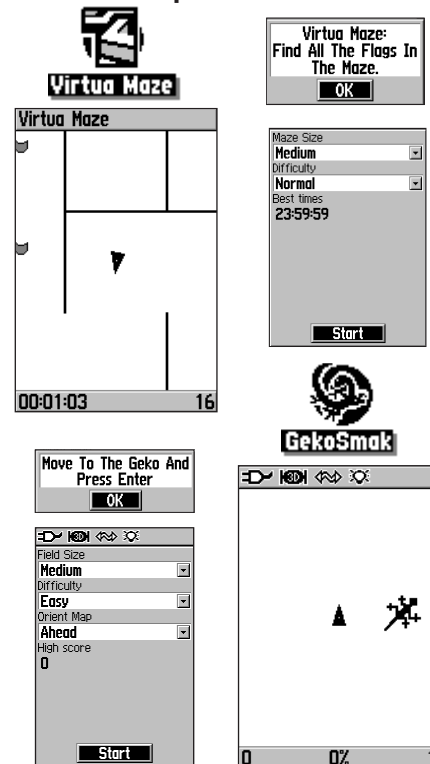 Virtua Maze
Virtua Maze
00:01:03 16
Virtua Maze:
Find All The Flags In
The Maze.
OK
Maze Size
Medium
Difficulty
Normal
Best times
23:59:59
Start
GekoSmak
Move To The Geko And
Press Enter
OK
Field Size
Medium
Difficulty
Easy
Orient Map
Ahead
High score
0
Start
3D
0 0%